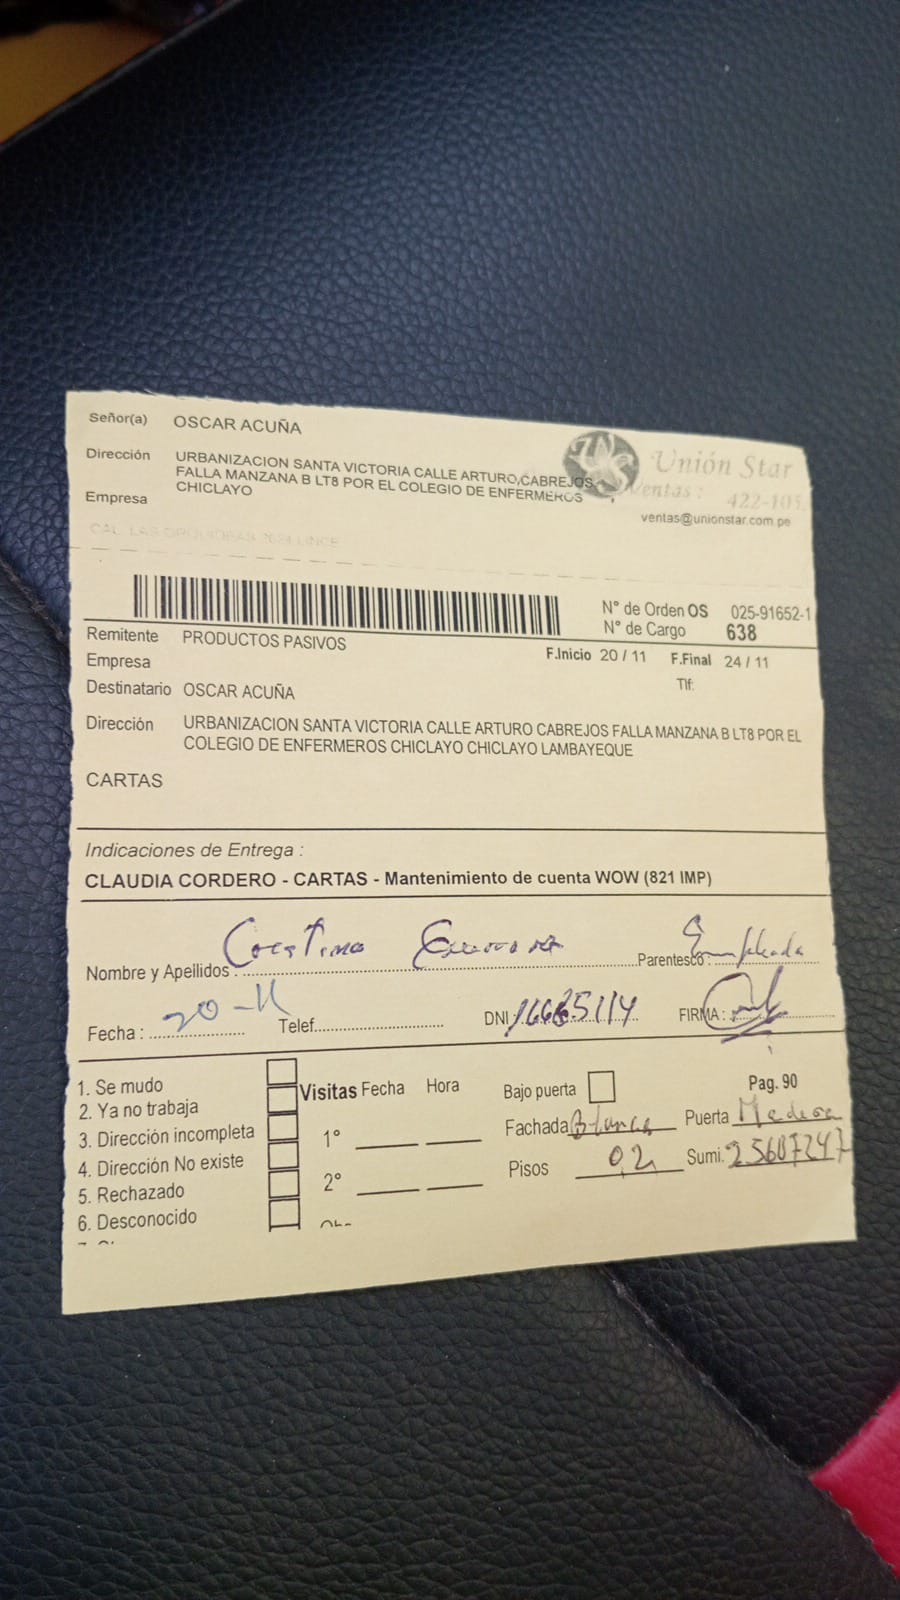 Señor(a) OSCAR ACUÑA
Dirección URBANIZACION SANTA VICTORIA CALLE ARTURO,CABREJOS
FALLA MANZANA B LT8 POR EL COLEGIO DE ENFERMEROS
CHICLAYO
Empresa
Unión Star
Ventas : 422-105
ventas@unionstar.com.pe
N° de Orden OS 025-91652-1
N° de Cargo 638
Remitente PRODUCTOS PASIVOS
F.Inicio 20 / 11 F.Final 24 / 11
Empresa
Tlf:
Destinatario OSCAR ACUÑA
Dirección URBANIZACION SANTA VICTORIA CALLE ARTURO CABREJOS FALLA MANZANA B LT8 POR EL
COLEGIO DE ENFERMEROS CHICLAYO CHICLAYO LAMBAYEQUE
CARTAS
Indicaciones de Entrega :
CLAUDIA CORDERO - CARTAS - Mantenimiento de cuenta WOW (821 IMP)
Nombre y Apellidos : Parentesco : Empleada
Fecha : 20-11 Telef. DNI FIRMA :
1. Se mudo
2. Ya no trabaja
3. Dirección incompleta
4. Dirección No existe
5. Rechazado
6. Desconocido
Visitas Fecha Hora
1°
2°
Bajo puerta Pag. 90
Fachada Blanca Puerta Madera
Pisos 02 Sumi. 25607247